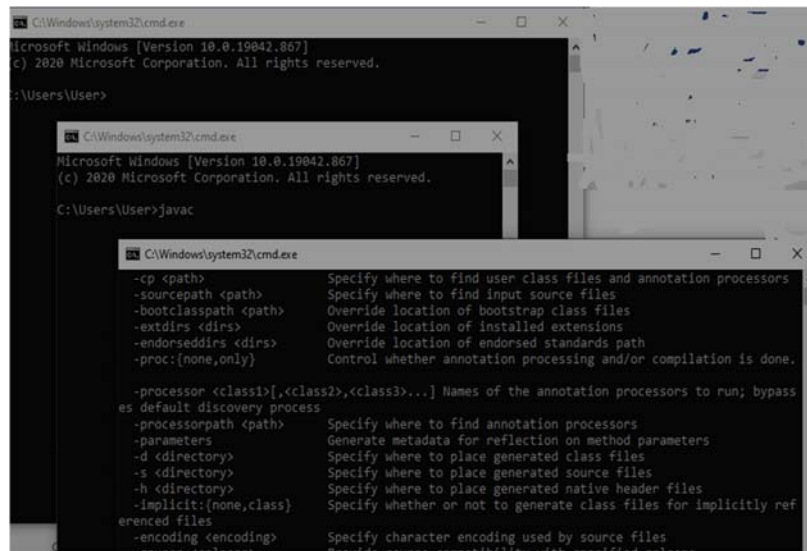 C:\Windows\system32\cmd.exe
Microsoft Windows [Version 10.0.19042.867]
(c) 2020 Microsoft Corporation. All rights reserved.
C:\Users\User>
C:\Windows\system32\cmd.exe
Microsoft Windows [Version 10.0.19042.867]
(c) 2020 Microsoft Corporation. All rights reserved.
C:\Users\User>javac
C:\Windows\system32\cmd.exe
-cp <path> Specify where to find user class files and annotation processors
-sourcepath <path> Specify where to find input source files
-bootclasspath <path> Override location of bootstrap class files
-extdirs <dirs> Override location of installed extensions
-endorseddirs <dirs> Override location of endorsed standards path
-proc:{none,only} Control whether annotation processing and/or compilation is done.
-processor <class1>[,<class2>,<class3>...] Names of the annotation processors to run; bypass
es default discovery process
-processorpath <path> Specify where to find annotation processors
-parameters Generate metadata for reflection on method parameters
-d <directory> Specify where to place generated class files
-s <directory> Specify where to place generated source files
-h <directory> Specify where to place generated native header files
-implicit:{none,class} Specify whether or not to generate class files for implicitly ref
erenced files
-encoding <encoding> Specify character encoding used by source files